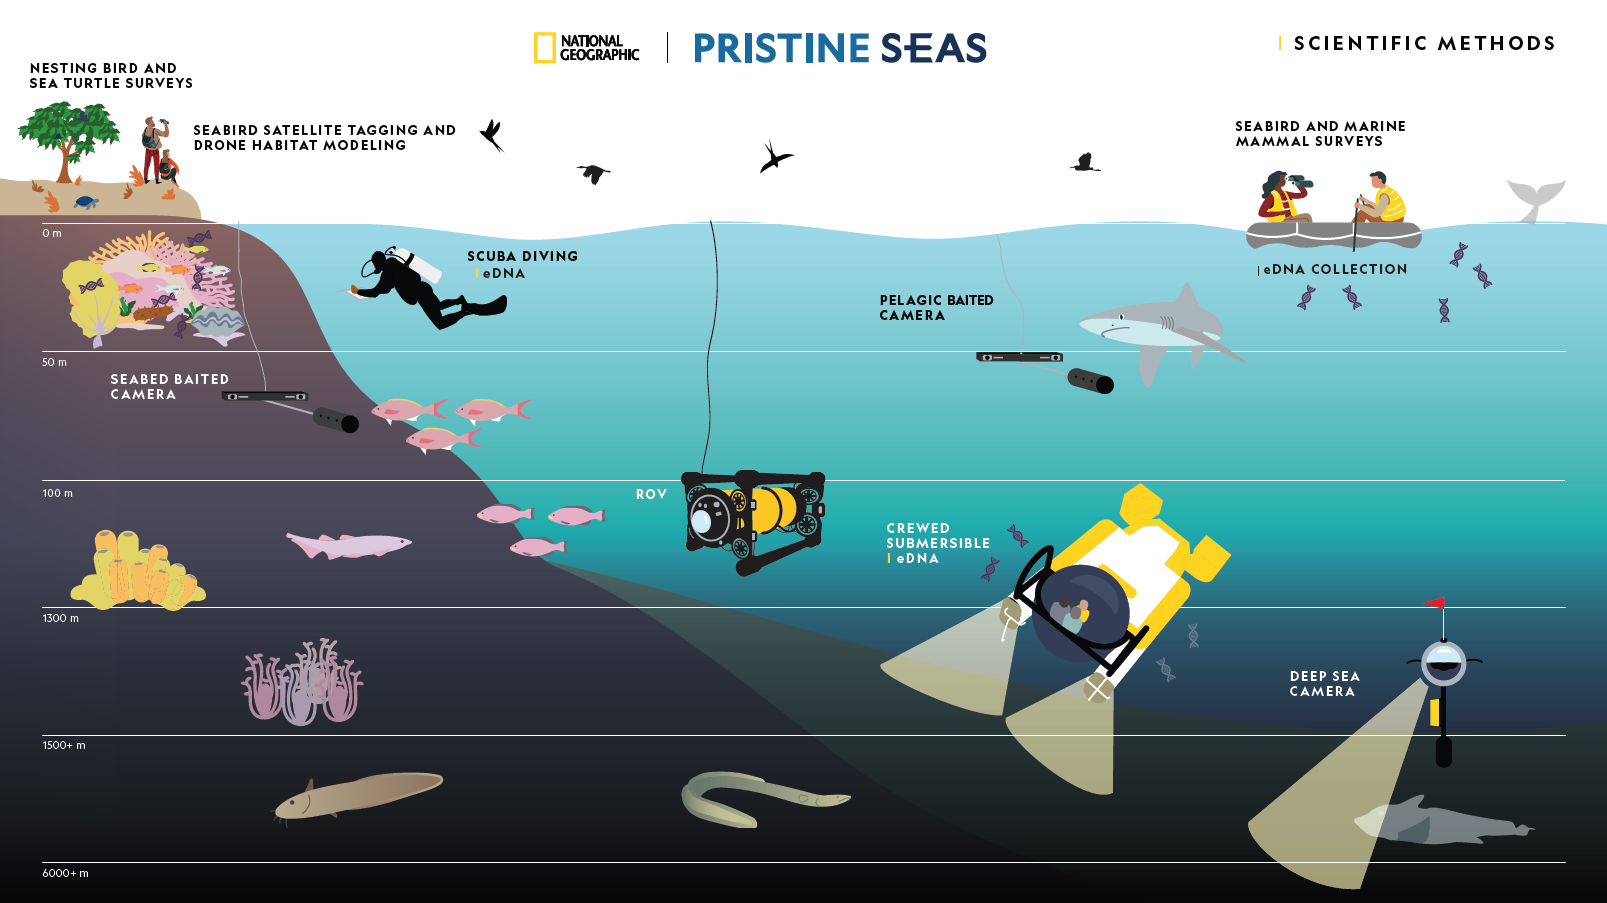 NATIONAL
GEOGRAPHIC
PRISTINE SEAS
SCIENTIFIC METHODS
NESTING BIRD AND
SEA TURTLE SURVEYS
SEABIRD SATELLITE TAGGING AND
DRONE HABITAT MODELING
SEABIRD AND MARINE
MAMMAL SURVEYS
0 m
SCUBA DIVING
eDNA
eDNA COLLECTION
PELAGIC BAITED
CAMERA
50 m
SEABED BAITED
CAMERA
100 m
ROV
CREWED
SUBMERSIBLE
eDNA
1300 m
DEEP SEA
CAMERA
1500+ m
6000+ m